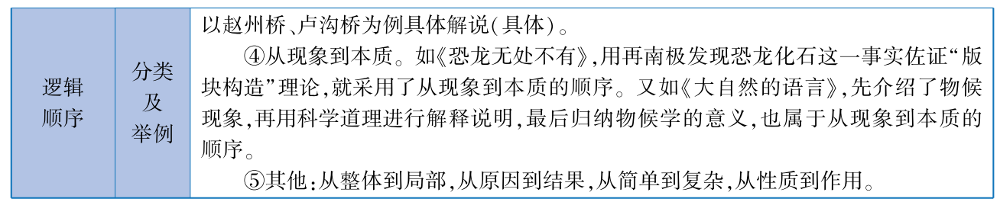 逻辑
顺序
分类
及
举例
以赵州桥、卢沟桥为例具体解说(具体)。
④从现象到本质。如《恐龙无处不有》,用再南极发现恐龙化石这一事实佐证“版
块构造”理论,就采用了从现象到本质的顺序。又如《大自然的语言》,先介绍了物候
现象,再用科学道理进行解释说明,最后归纳物候学的意义,也属于从现象到本质的
顺序。
⑤其他:从整体到局部,从原因到结果,从简单到复杂,从性质到作用。